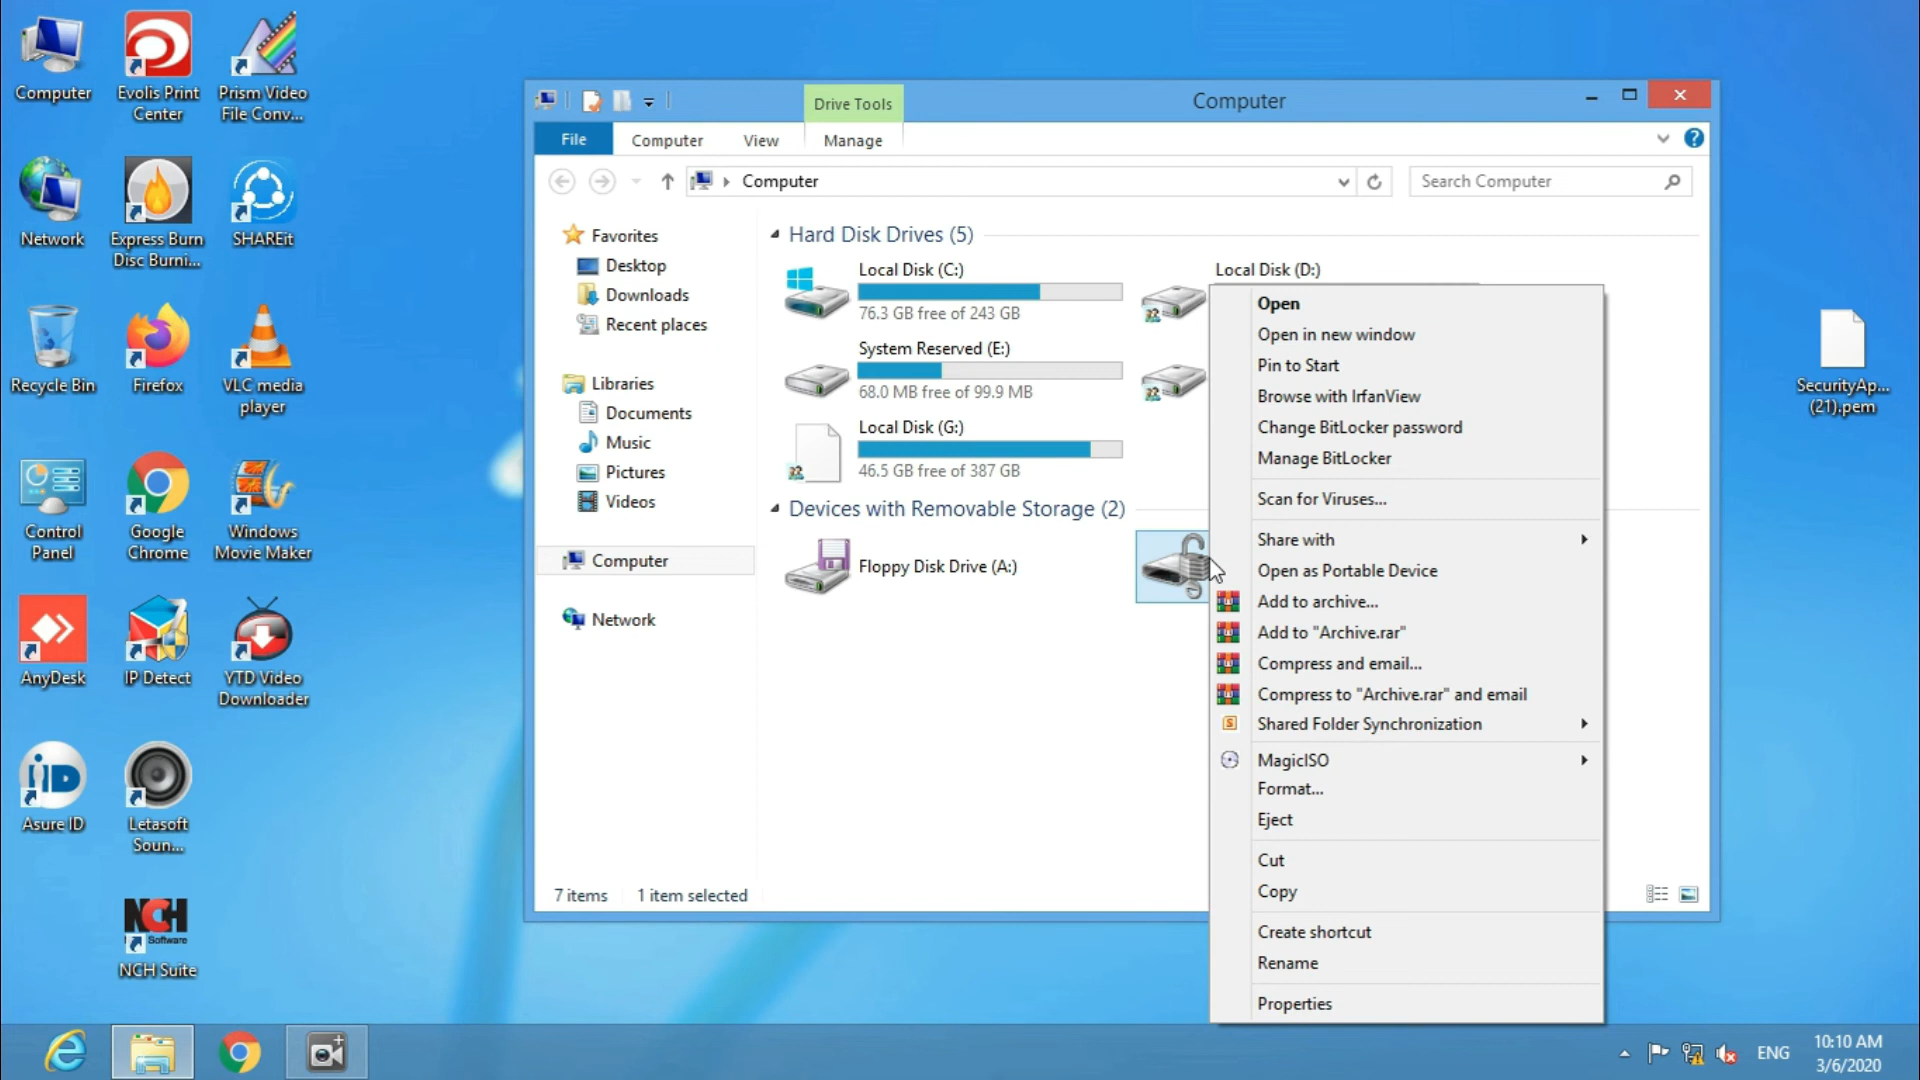 Computer
Evolis Print
Center
Prism Video
File Conv...
Network
Express Burn
Disc Burni...
SHAREit
Recycle Bin
Firefox
VLC media
player
Control
Panel
Google
Chrome
Windows
Movie Maker
AnyDesk
IP Detect
YTD Video
Downloader
iD
Asure ID
Letasoft
Soun...
NCH
Software
NCH Suite
Drive Tools
Computer
File
Computer
View
Manage
Computer
Search Computer
Favorites
Desktop
Downloads
Recent places
Libraries
Documents
Music
Pictures
Videos
Computer
Network
Hard Disk Drives (5)
Local Disk (C:)
76.3 GB free of 243 GB
Local Disk (D:)
System Reserved (E:)
68.0 MB free of 99.9 MB
Local Disk (G:)
46.5 GB free of 387 GB
Devices with Removable Storage (2)
Floppy Disk Drive (A:)
7 items
1 item selected
Open
Open in new window
Pin to Start
Browse with IrfanView
Change BitLocker password
Manage BitLocker
Scan for Viruses...
Share with
Open as Portable Device
Add to archive...
Add to "Archive.rar"
Compress and email...
Compress to "Archive.rar" and email
Shared Folder Synchronization
MagicISO
Format...
Eject
Cut
Copy
Create shortcut
Rename
Properties
SecurityAp...
(21).pem
ENG
10:10 AM
3/6/2020